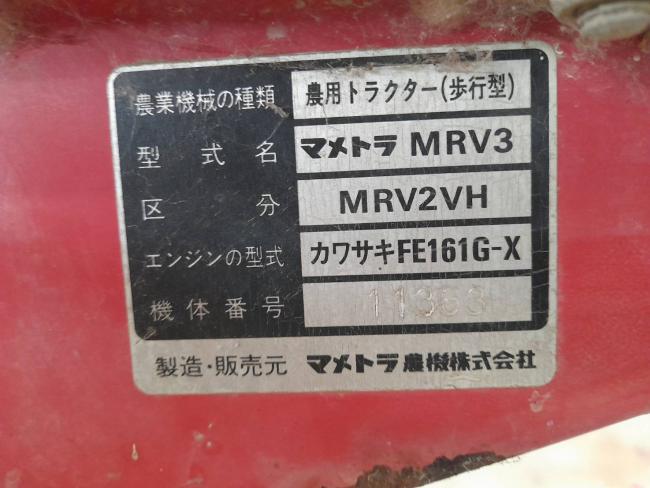 農業機械の種類 農用トラクター(歩行型)
型式名 マメトラ MRV3
区分 MRV2VH
エンジンの型式 カワサキFE161G-X
機体番号 11363
製造・販売元 マメトラ農機株式会社